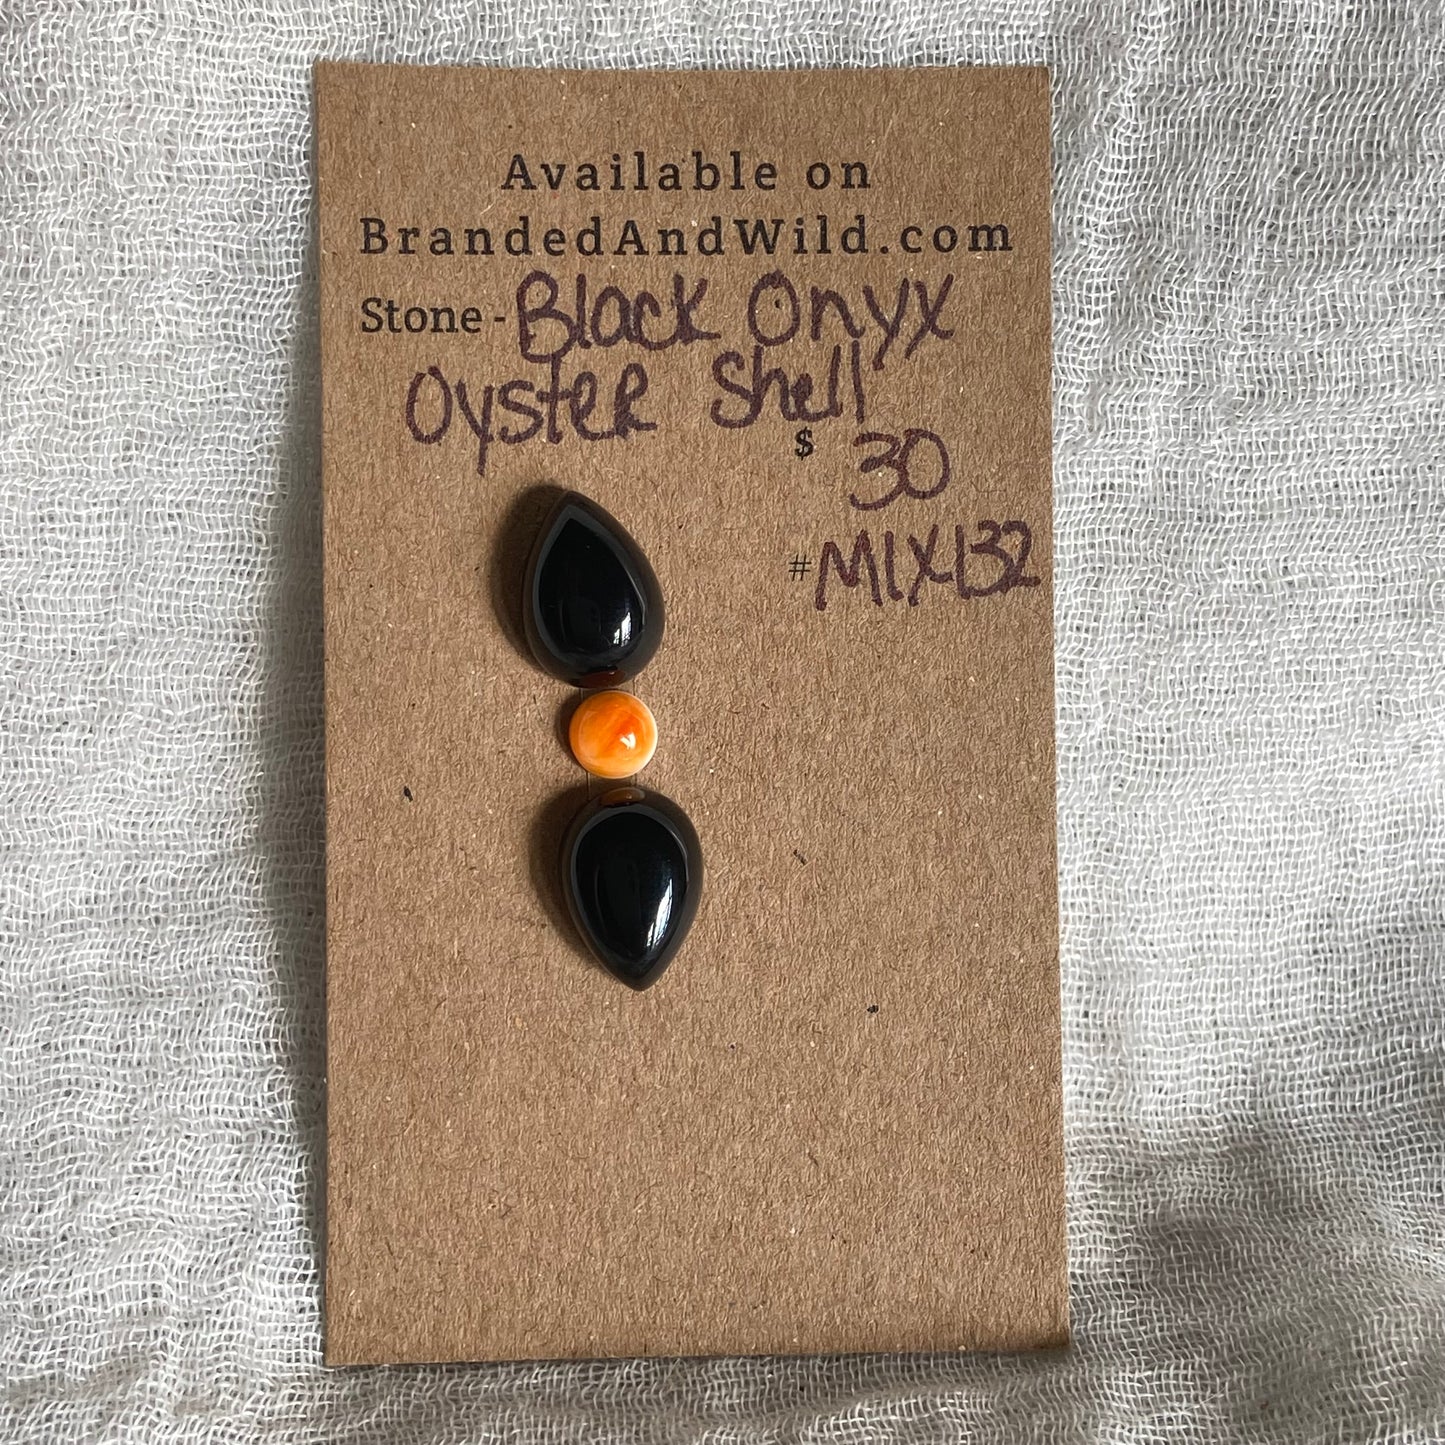 Available on
BrandedAndWild.com
Stone - Black Onyx
Oyster Shell
$ 30
# MIX132